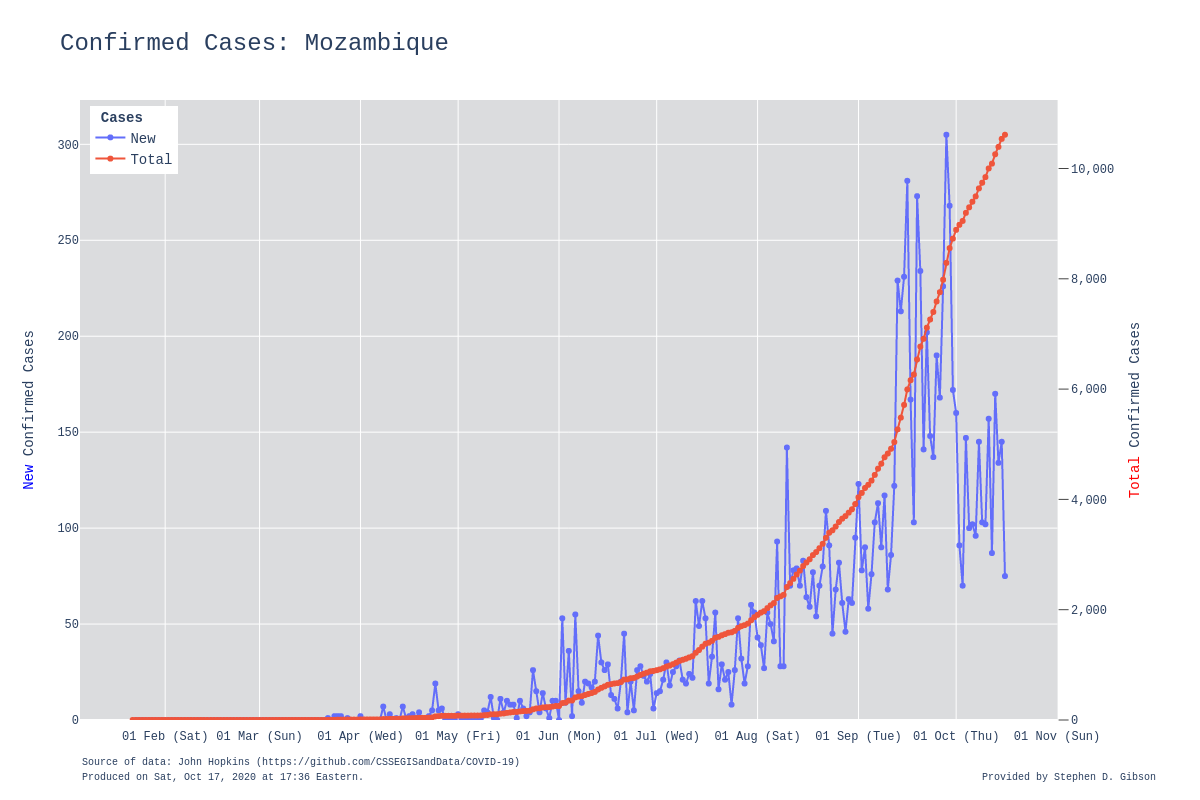 Confirmed Cases: Mozambique
Cases
New
Total
300
250
200
150
100
50
0
10,000
8,000
6,000
4,000
2,000
0
New Confirmed Cases
Total Confirmed Cases
01 Feb (Sat) 01 Mar (Sun) 01 Apr (Wed) 01 May (Fri) 01 Jun (Mon) 01 Jul (Wed) 01 Aug (Sat) 01 Sep (Tue) 01 Oct (Thu) 01 Nov (Sun)
Source of data: John Hopkins (https://github.com/CSSEGISandData/COVID-19)
Produced on Sat, Oct 17, 2020 at 17:36 Eastern.
Provided by Stephen D. Gibson